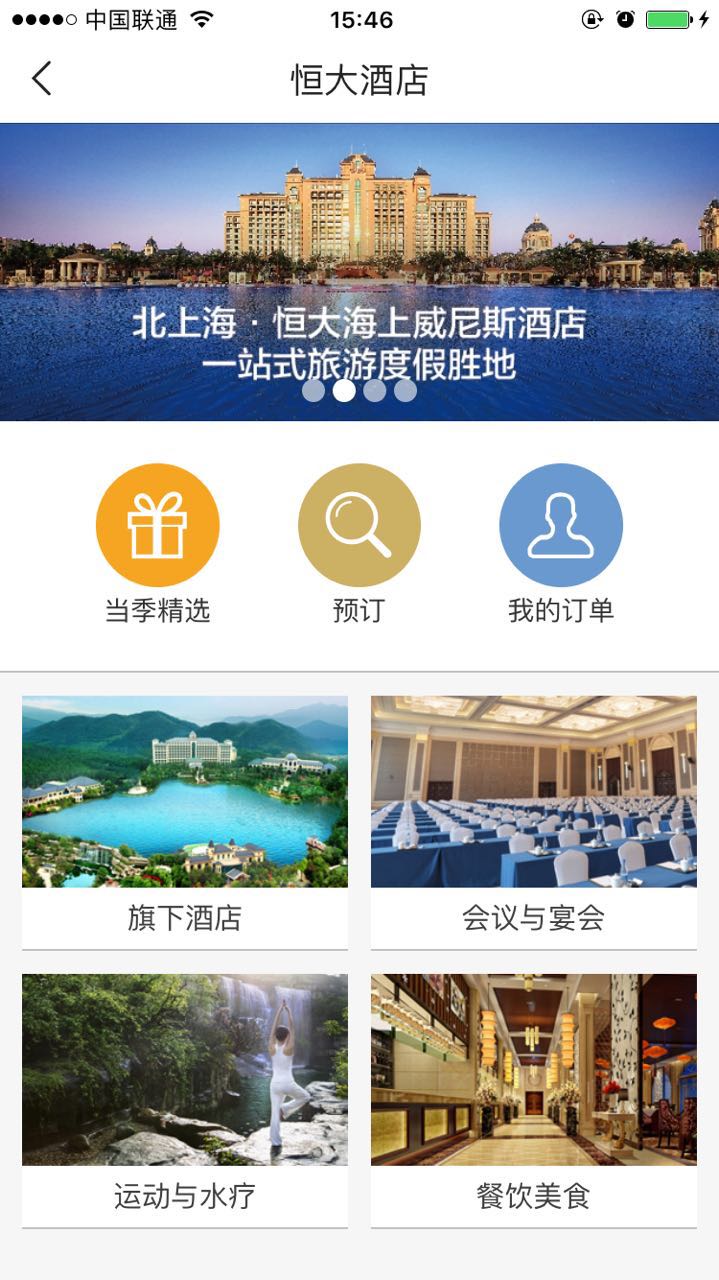 中国联通
15:46
恒大酒店
北上海·恒大海上威尼斯酒店
一站式旅游度假胜地
当季精选
预订
我的订单
旗下酒店
会议与宴会
运动与水疗
餐饮美食